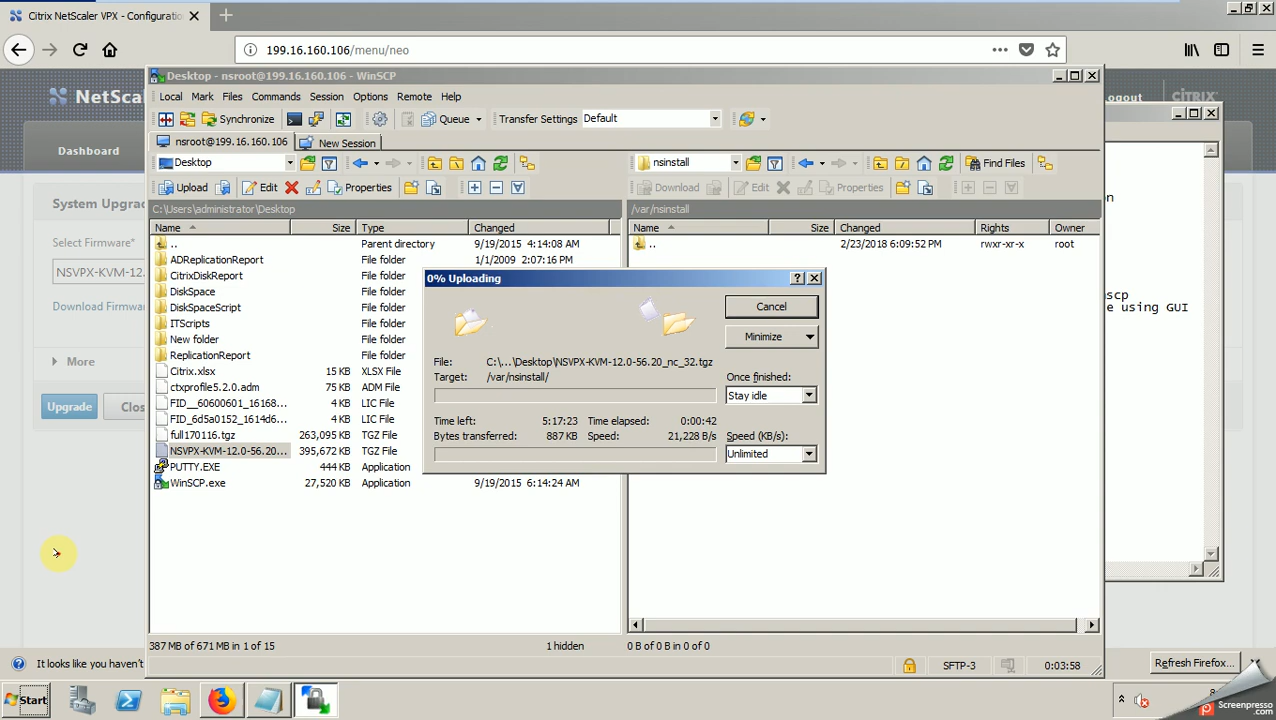 Citrix NetScaler VPX - Configuration
199.16.160.106/menu/neo
NetSca
CITRIX
ogout
Dashboard
System Upgra
Select Firmware*
NSVPX-KVM-12.
Download Firmwar
More
Upgrade
Clos
on
scp
e using GUI
Desktop - nsroot@199.16.160.106 - WinSCP
Local Mark Files Commands Session Options Remote Help
Synchronize Queue Transfer Settings Default
nsroot@199.16.160.106 New Session
Desktop
nsinstall Find Files
Upload Edit Properties
Download Edit Properties
C:\Users\administrator\Desktop
/var/nsinstall
Name Size Type Changed
Name Size Changed Rights Owner
.. Parent directory 9/19/2015 4:14:08 AM
.. 2/23/2018 6:09:52 PM rwxr-xr-x root
ADReplicationReport File folder 1/1/2009 2:07:16 PM
CitrixDiskReport File folder
DiskSpace File folder
DiskSpaceScript File folder
ITScripts File folder
New folder File folder
ReplicationReport File folder
Citrix.xlsx 15 KB XLSX File
ctxprofile5.2.0.adm 75 KB ADM File
FID__60600601_16168... 4 KB LIC File
FID_6d5a0152_1614d6... 4 KB LIC File
full170116.tgz 263,095 KB TGZ File
NSVPX-KVM-12.0-56.20... 395,672 KB TGZ File
PUTTY.EXE 444 KB Application
WinSCP.exe 27,520 KB Application 9/19/2015 6:14:24 AM
0% Uploading
Cancel
Minimize
File: C:\...\Desktop\NSVPX-KVM-12.0-56.20_nc_32.tgz
Target: /var/nsinstall/
Once finished:
Stay idle
Time left: 5:17:23 Time elapsed: 0:00:42
Bytes transferred: 887 KB Speed: 21,228 B/s
Speed (KB/s):
Unlimited
387 MB of 671 MB in 1 of 15 1 hidden
0 B of 0 B in 0 of 0
SFTP-3 0:03:58
It looks like you haven't
Refresh Firefox...
Start
Screenpresso
.com